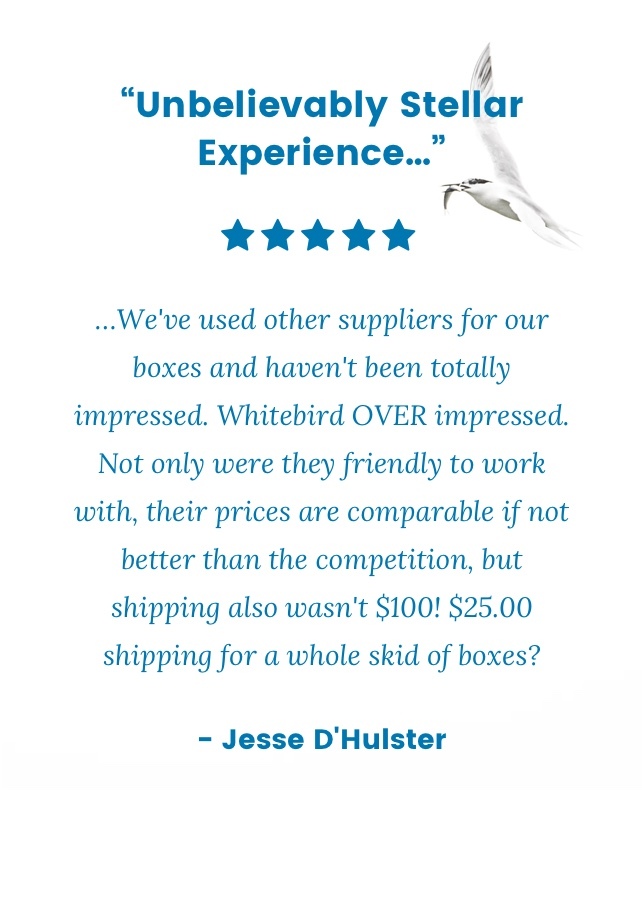 “Unbelievably Stellar
Experience...”
...We've used other suppliers for our
boxes and haven't been totally
impressed. Whitebird OVER impressed.
Not only were they friendly to work
with, their prices are comparable if not
better than the competition, but
shipping also wasn't $100! $25.00
shipping for a whole skid of boxes?
- Jesse D'Hulster